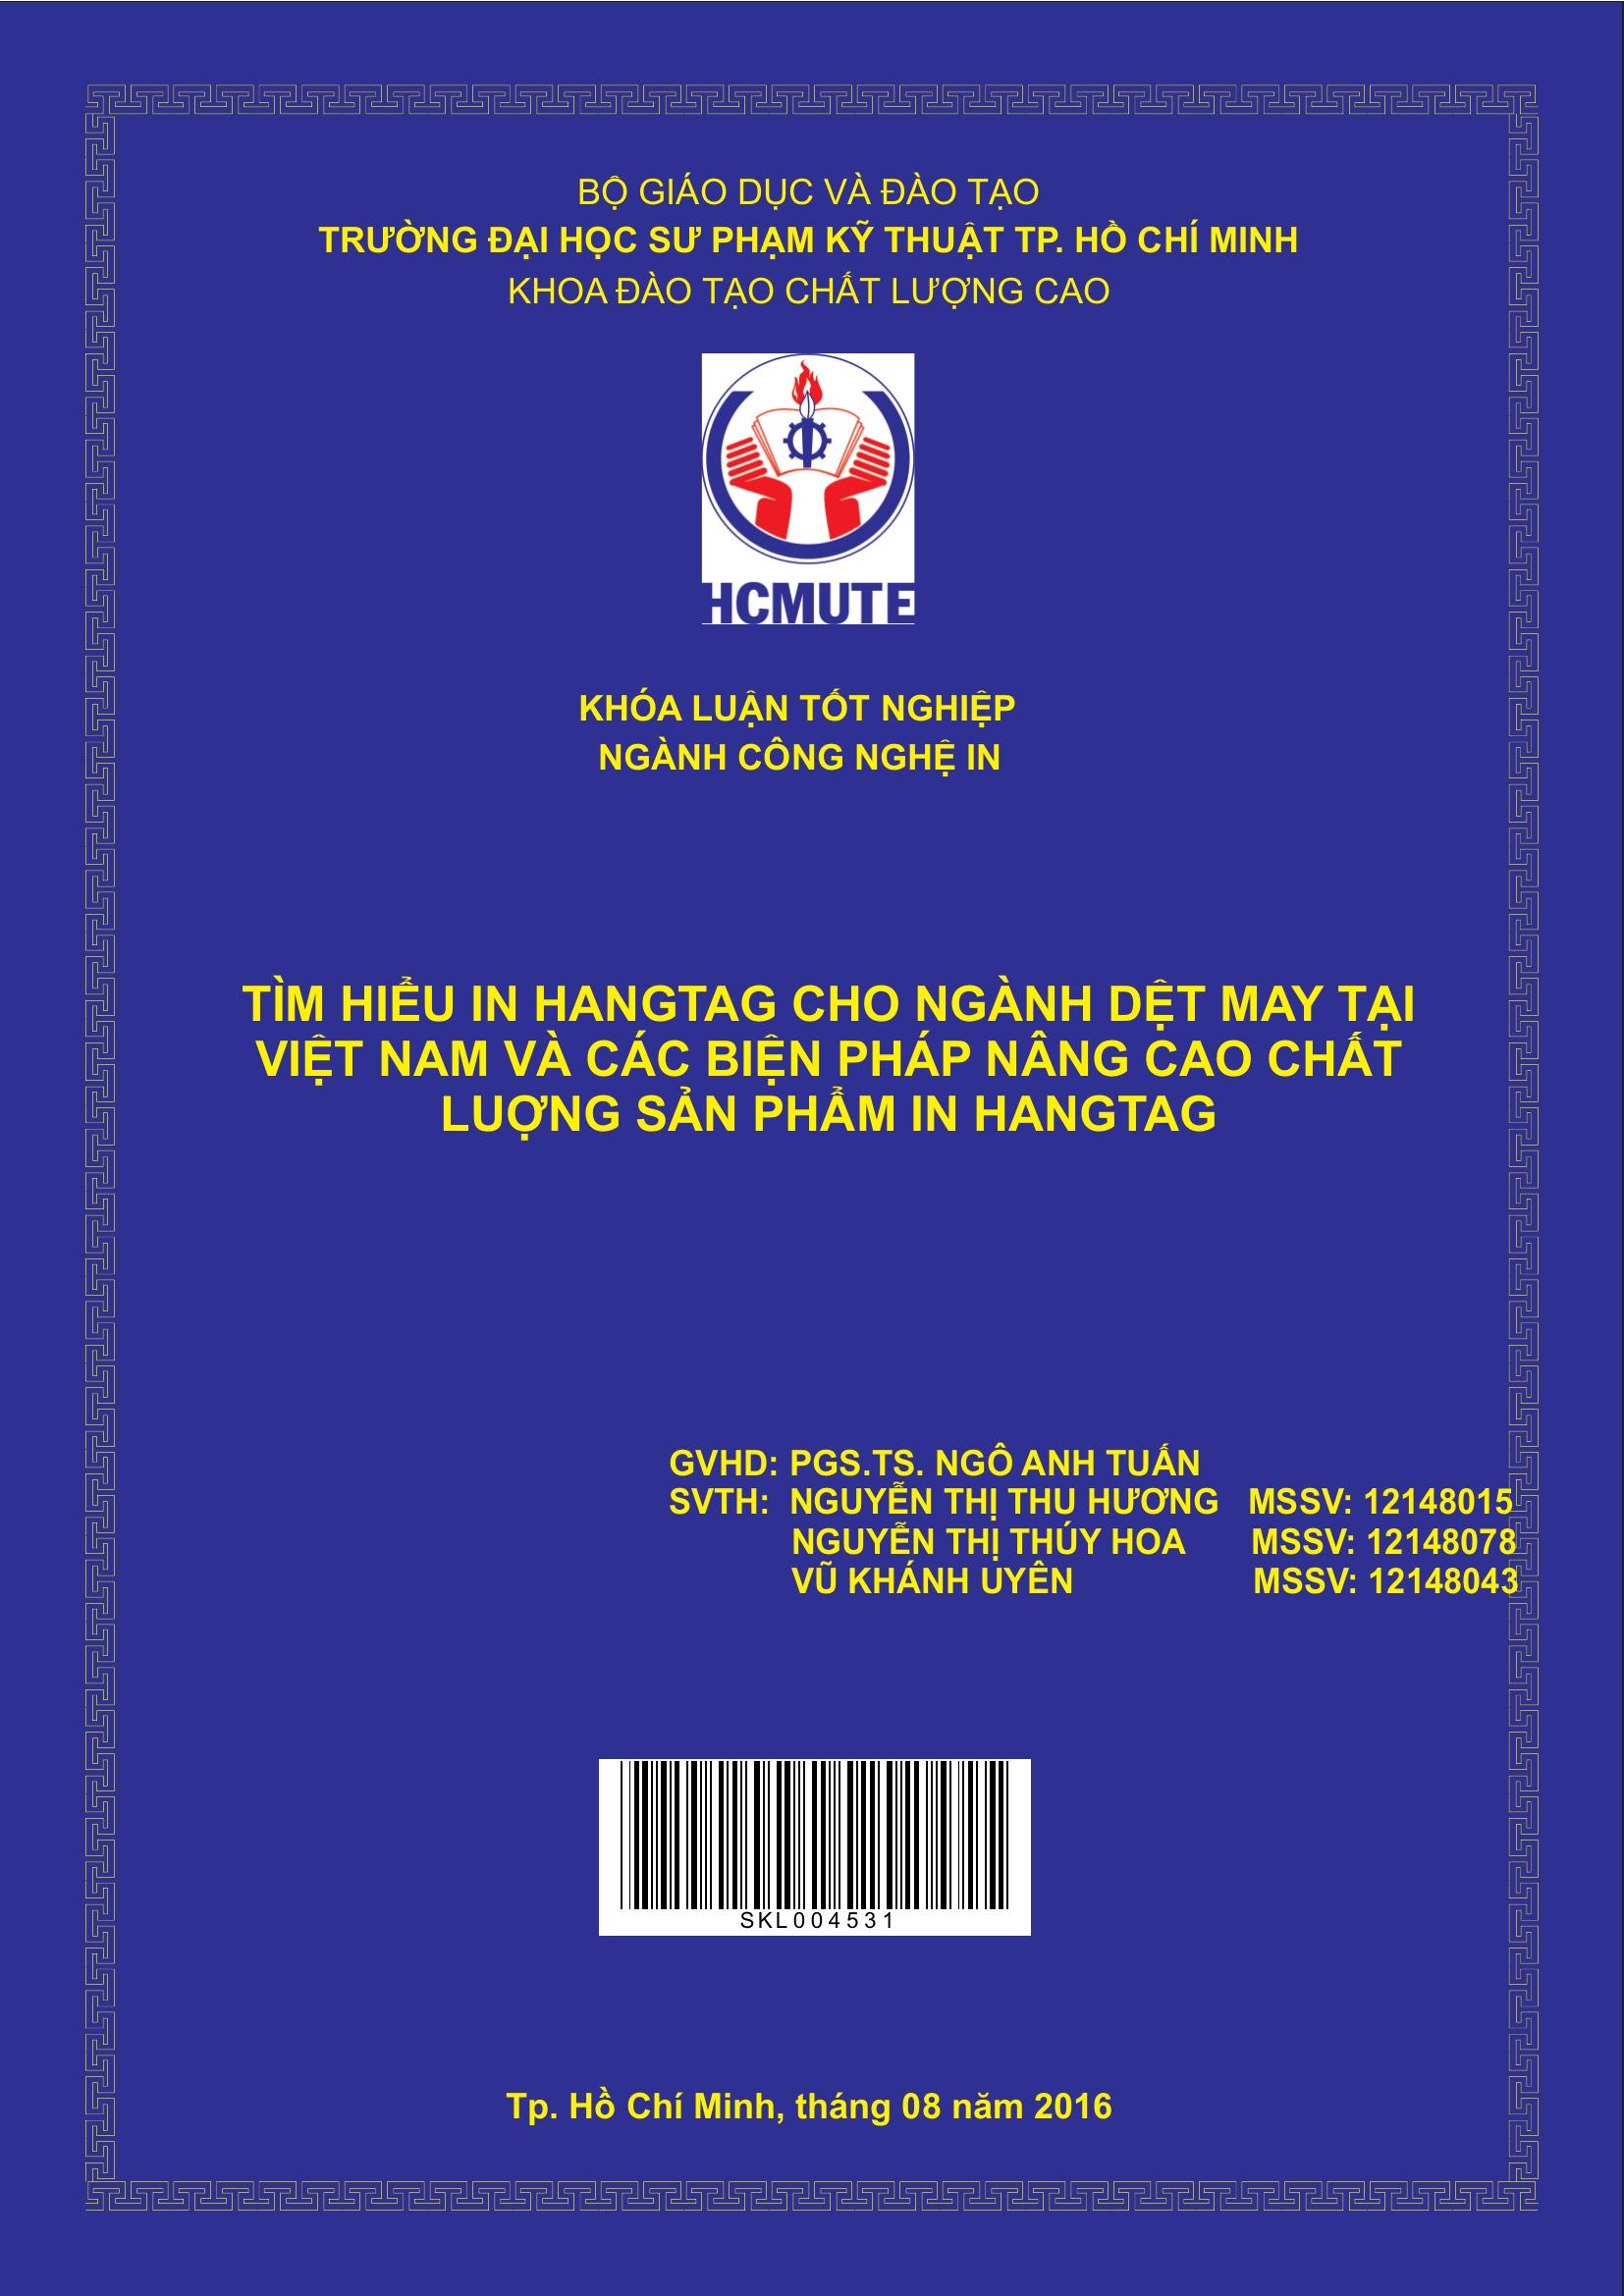 BỘ GIÁO DỤC VÀ ĐÀO TẠO
TRƯỜNG ĐẠI HỌC SƯ PHẠM KỸ THUẬT TP. HỒ CHÍ MINH
KHOA ĐÀO TẠO CHẤT LƯỢNG CAO
HCMUTE
KHÓA LUẬN TỐT NGHIỆP
NGÀNH CÔNG NGHỆ IN
TÌM HIỂU IN HANGTAG CHO NGÀNH DỆT MAY TẠI
VIỆT NAM VÀ CÁC BIỆN PHÁP NÂNG CAO CHẤT
LUỢNG SẢN PHẨM IN HANGTAG
GVHD: PGS.TS. NGÔ ANH TUẤN
SVTH: NGUYỄN THỊ THU HƯƠNG MSSV: 12148015
NGUYỄN THỊ THÚY HOA MSSV: 12148078
VŨ KHÁNH UYÊN MSSV: 12148043
SKL004531
Tp. Hồ Chí Minh, tháng 08 năm 2016